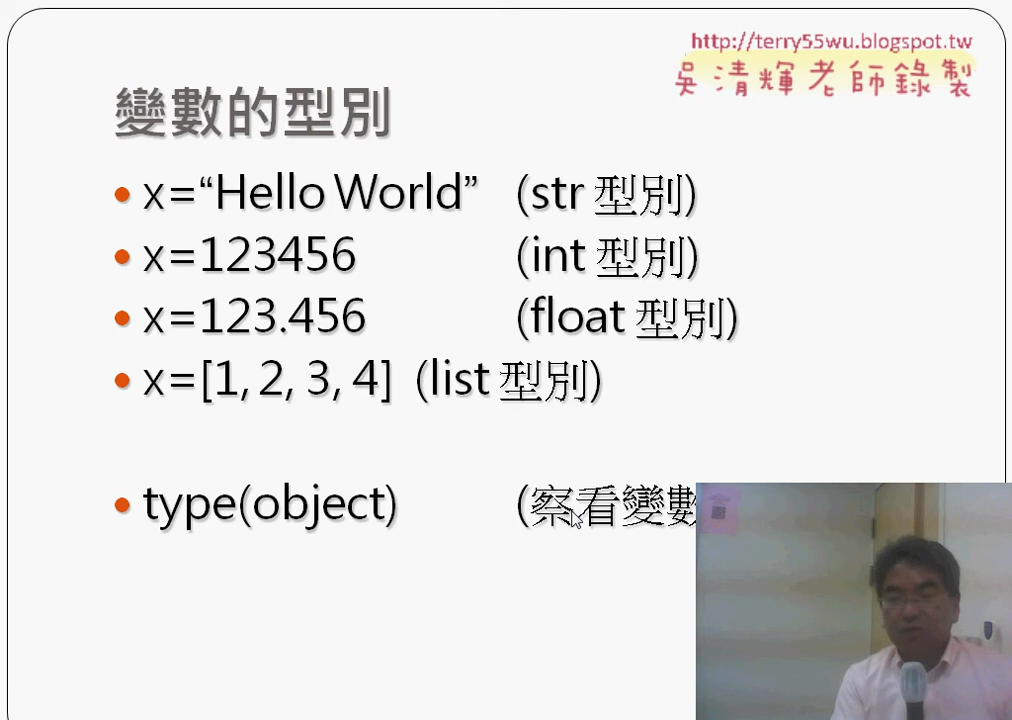 http://terry55wu.blogspot.tw
吳清輝老師錄製
變數的型別
x=“Hello World” (str 型別)
x=123456 (int 型別)
x=123.456 (float 型別)
x=[1, 2, 3, 4] (list 型別)
type(object) (察看變數